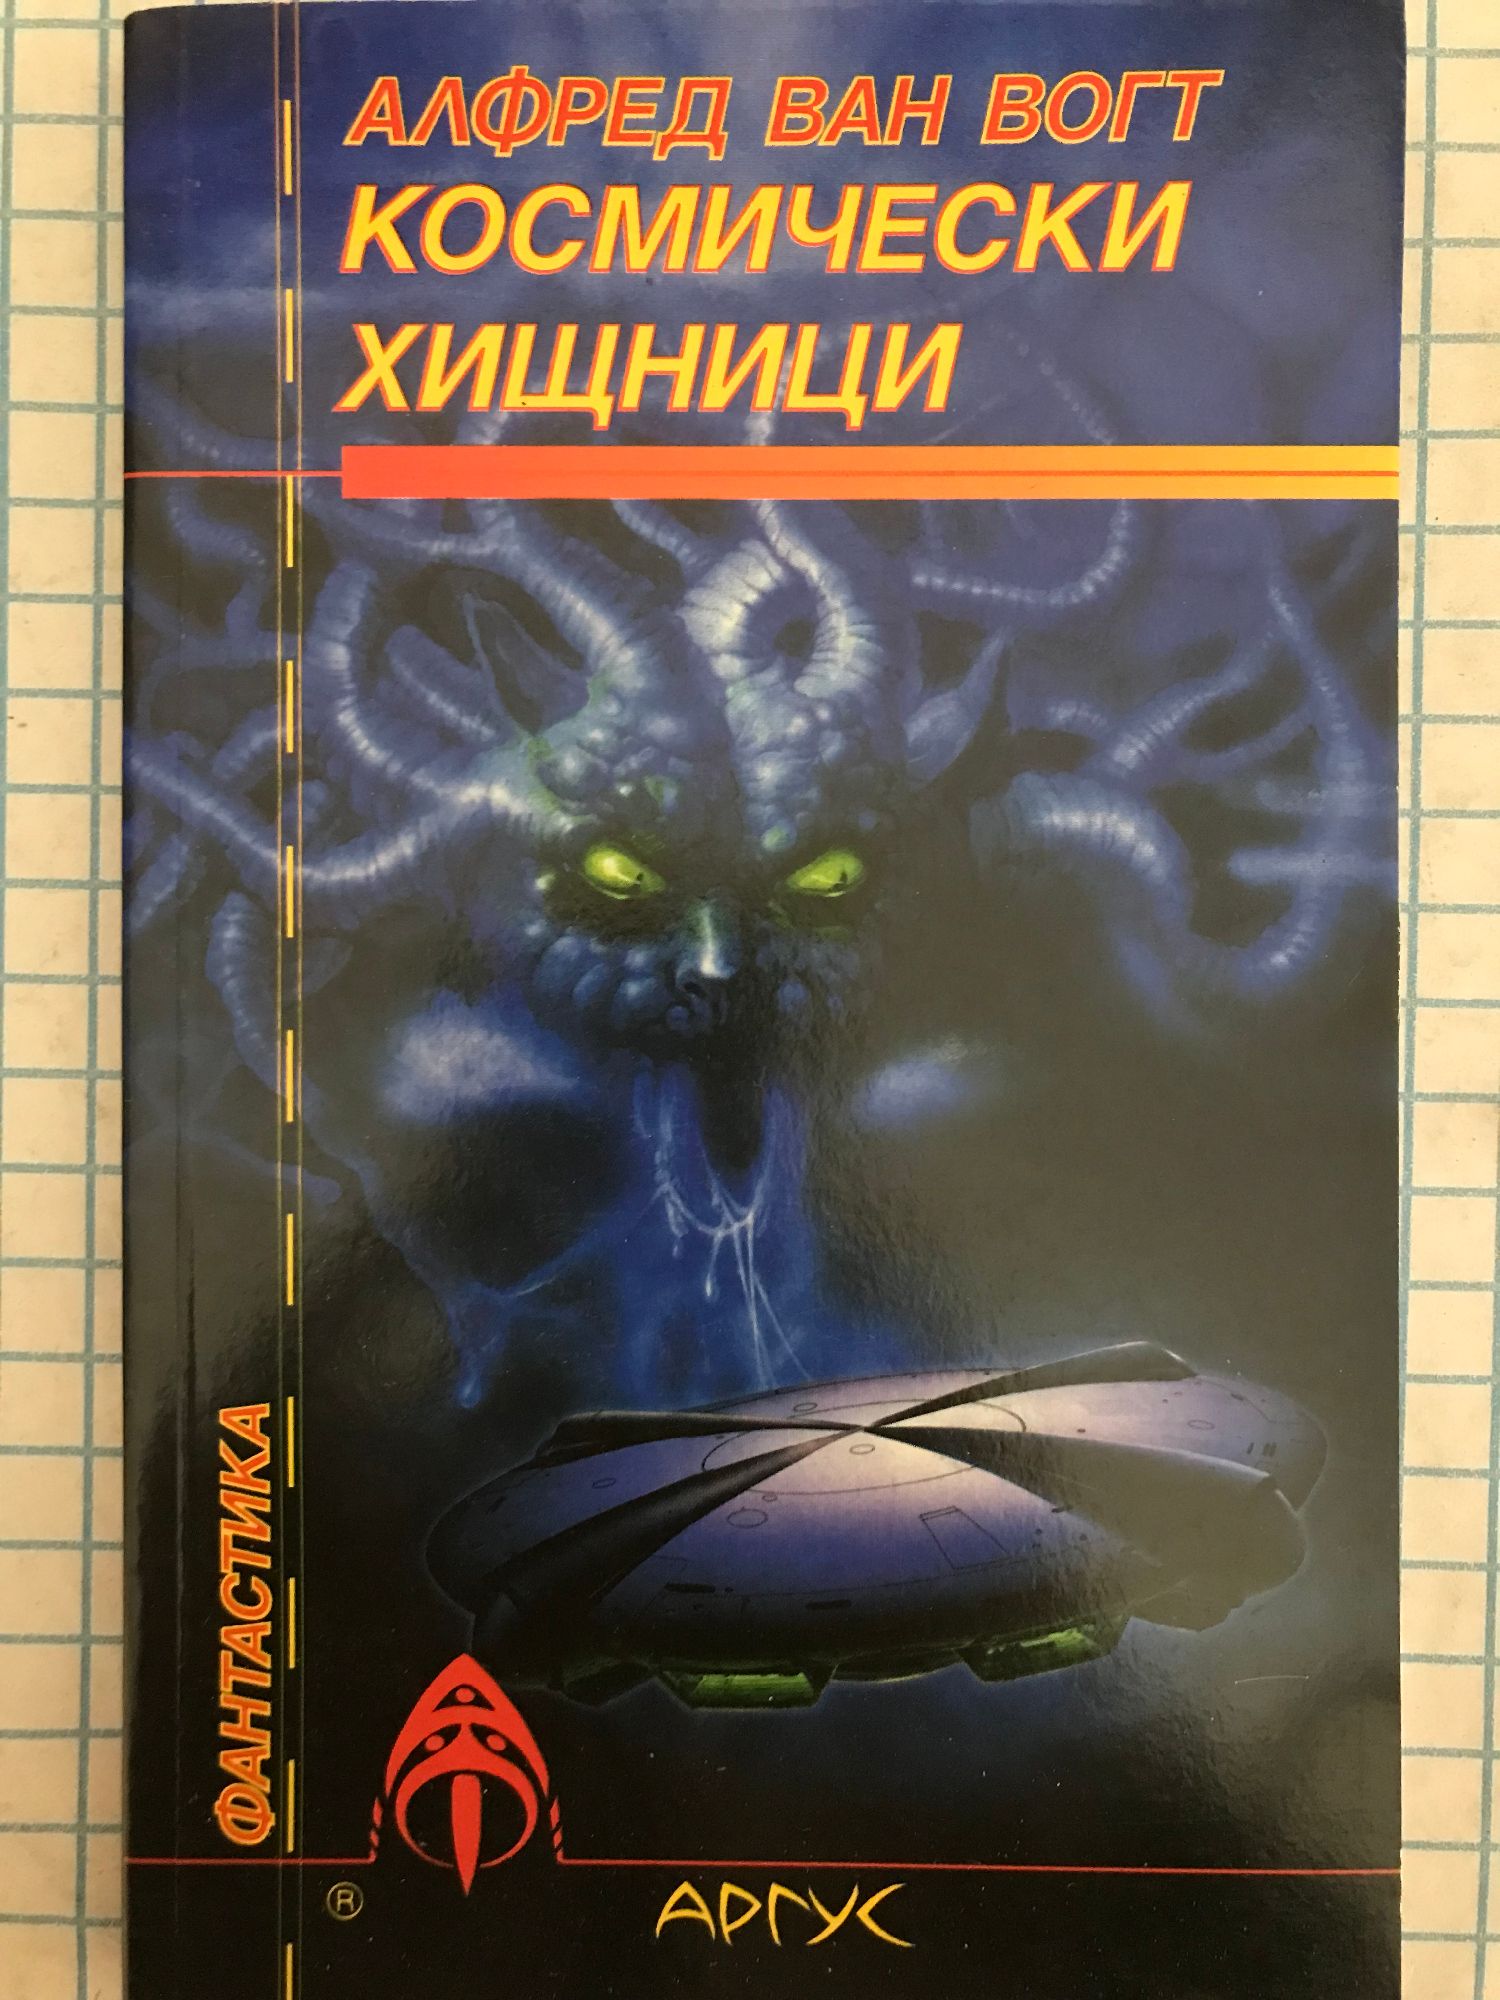 АЛФРЕД ВАН ВОГТ
КОСМИЧЕСКИ
ХИЩНИЦИ
ФАНТАСТИКА
®
АРГУС